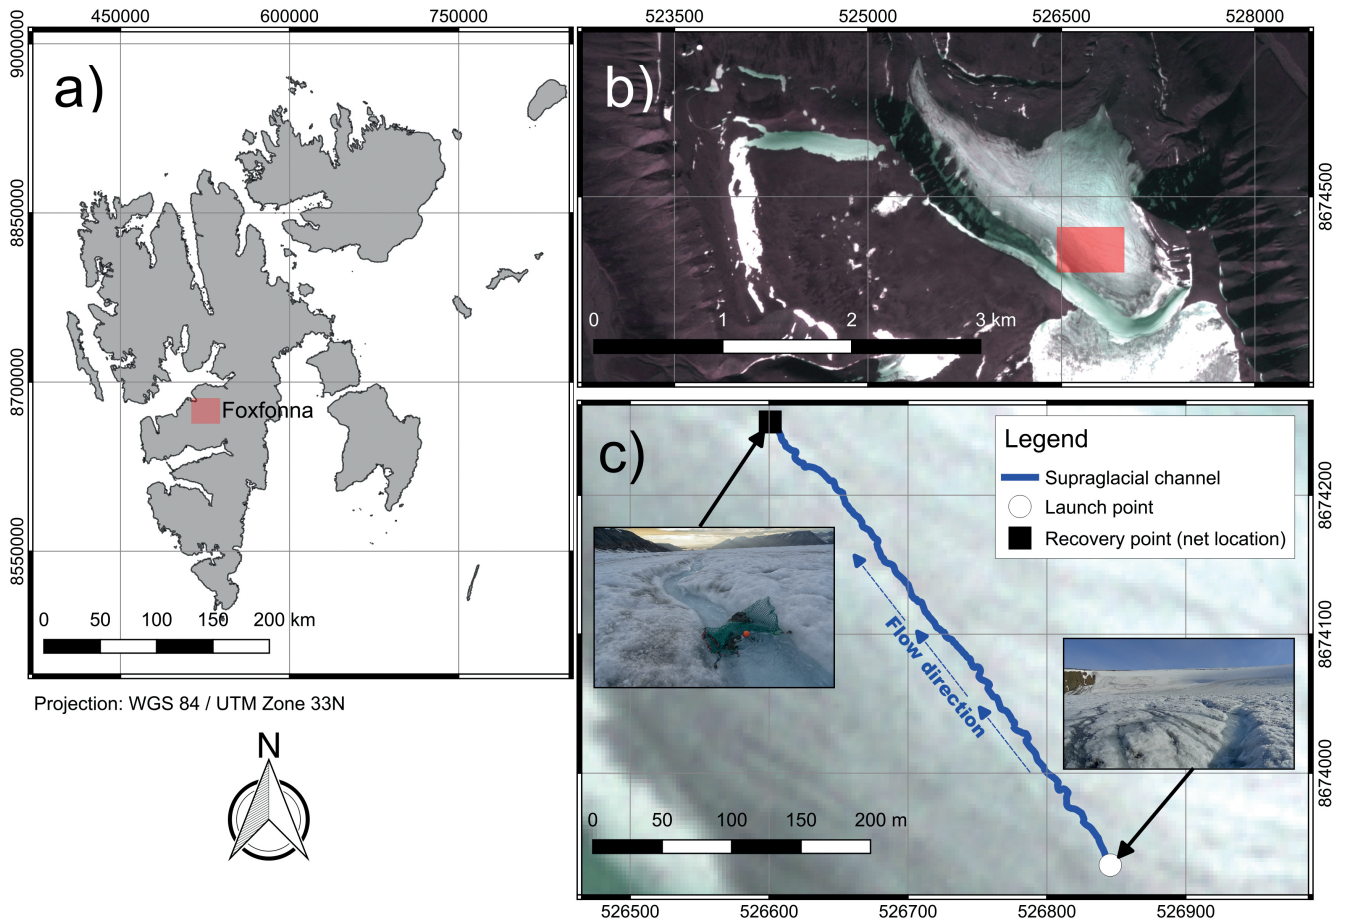 450000 600000 750000
9000000
8850000
8700000
8550000
a)
Foxfonna
0 50 100 150 200 km
Projection: WGS 84 / UTM Zone 33N
N
523500 525000 526500 528000
b)
8674500
0 1 2 3 km
c)
Legend
Supraglacial channel
Launch point
Recovery point (net location)
8674200
8674100
8674000
Flow direction
0 50 100 150 200 m
526500 526600 526700 526800 526900